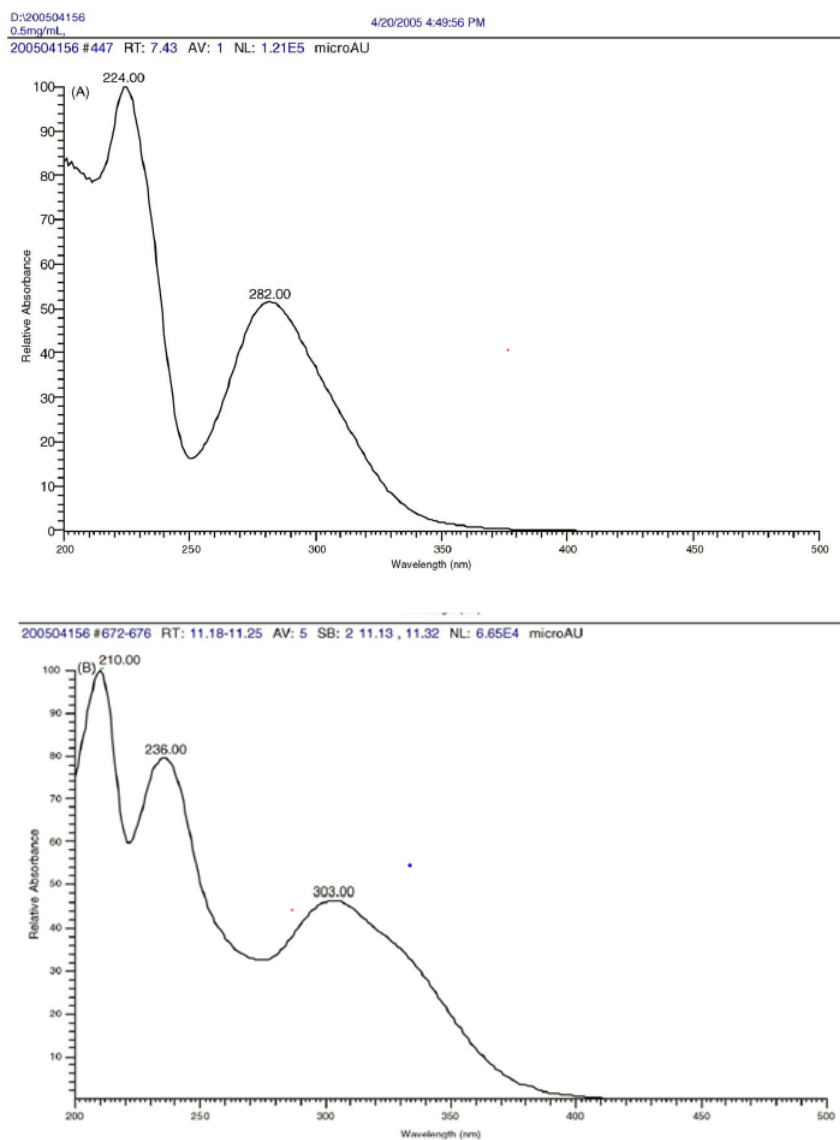 D:\200504156
4/20/2005 4:49:56 PM
0.5mg/mL,
200504156 #447 RT: 7.43 AV: 1 NL: 1.21E5 microAU
224.00
100
(A)
90
80
70
60
282.00
50
40
30
20
10
0
Relative Absorbance
200 250 300 350 400 450 500
Wavelength (nm)
200504156 #672-676 RT: 11.18-11.25 AV: 5 SB: 2 11.13 , 11.32 NL: 6.65E4 microAU
(B) 210.00
100
90
236.00
80
70
60
50
303.00
40
30
20
10
Relative Absorbance
200 250 300 350 400 450 500
Wavelength (nm)